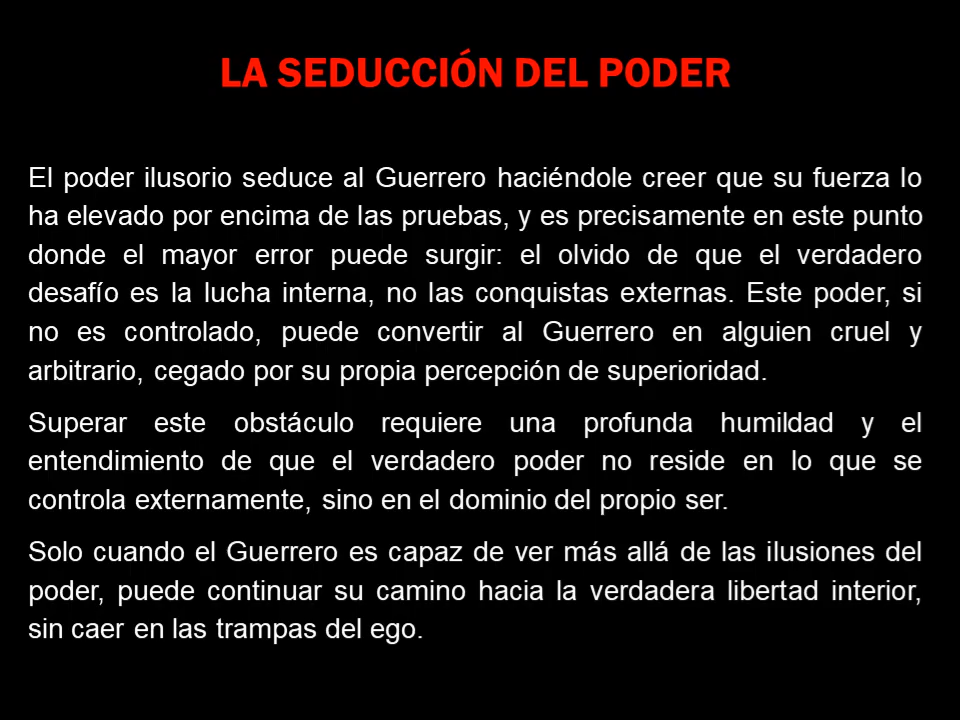 LA SEDUCCIÓN DEL PODER
El poder ilusorio seduce al Guerrero haciéndole creer que su fuerza lo
ha elevado por encima de las pruebas, y es precisamente en este punto
donde el mayor error puede surgir: el olvido de que el verdadero
desafío es la lucha interna, no las conquistas externas. Este poder, si
no es controlado, puede convertir al Guerrero en alguien cruel y
arbitrario, cegado por su propia percepción de superioridad.
Superar este obstáculo requiere una profunda humildad y el
entendimiento de que el verdadero poder no reside en lo que se
controla externamente, sino en el dominio del propio ser.
Solo cuando el Guerrero es capaz de ver más allá de las ilusiones del
poder, puede continuar su camino hacia la verdadera libertad interior,
sin caer en las trampas del ego.